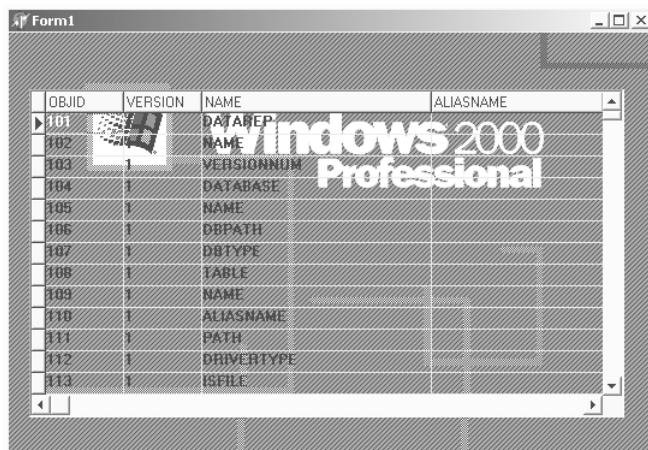 Form1
OBJID VERSION NAME ALIASNAME
101 DATAREP
102 1 NAME
103 1 VERSIONNUM
104 1 DATABASE
105 1 NAME
106 1 DBPATH
107 1 DBTYPE
108 1 TABLE
109 1 NAME
110 1 ALIASNAME
111 1 PATH
112 1 DRIVERTYPE
113 1 ISFILE
Windows 2000
Professional